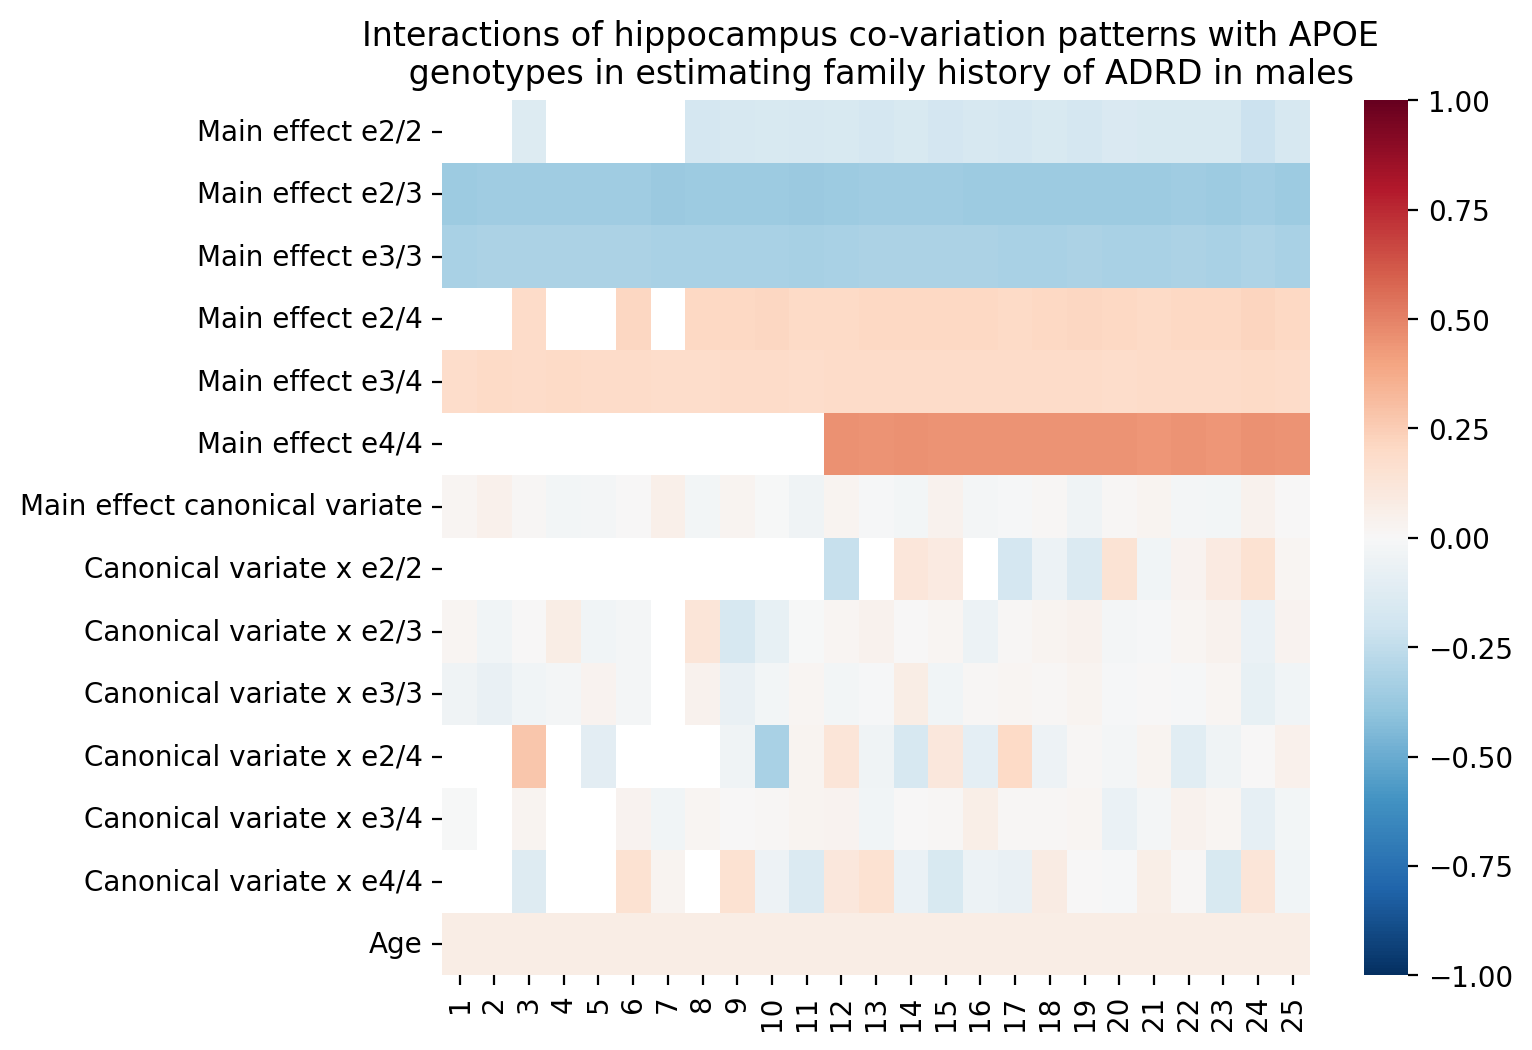 Interactions of hippocampus co-variation patterns with APOE
genotypes in estimating family history of ADRD in males
Main effect e2/2
Main effect e2/3
Main effect e3/3
Main effect e2/4
Main effect e3/4
Main effect e4/4
Main effect canonical variate
Canonical variate x e2/2
Canonical variate x e2/3
Canonical variate x e3/3
Canonical variate x e2/4
Canonical variate x e3/4
Canonical variate x e4/4
Age
1 2 3 4 5 6 7 8 9 10 11 12 13 14 15 16 17 18 19 20 21 22 23 24 25
1.00
0.75
0.50
0.25
0.00
−0.25
−0.50
−0.75
−1.00